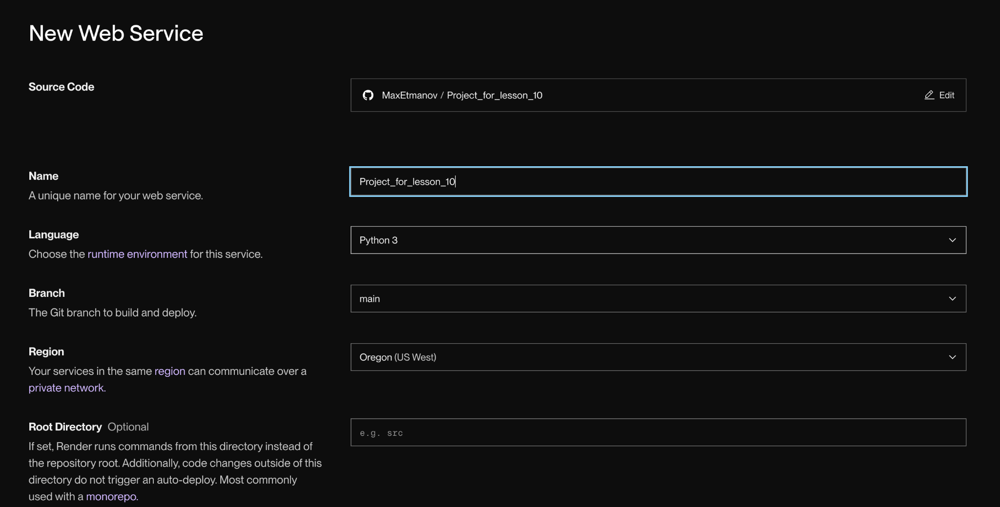 New Web Service
Source Code
MaxEtmanov / Project_for_lesson_10
Edit
Name
A unique name for your web service.
Project_for_lesson_10
Language
Choose the runtime environment for this service.
Python 3
Branch
The Git branch to build and deploy.
main
Region
Your services in the same region can communicate over a
private network.
Oregon (US West)
Root Directory Optional
If set, Render runs commands from this directory instead of
the repository root. Additionally, code changes outside of this
directory do not trigger an auto-deploy. Most commonly
used with a monorepo.
e.g. src